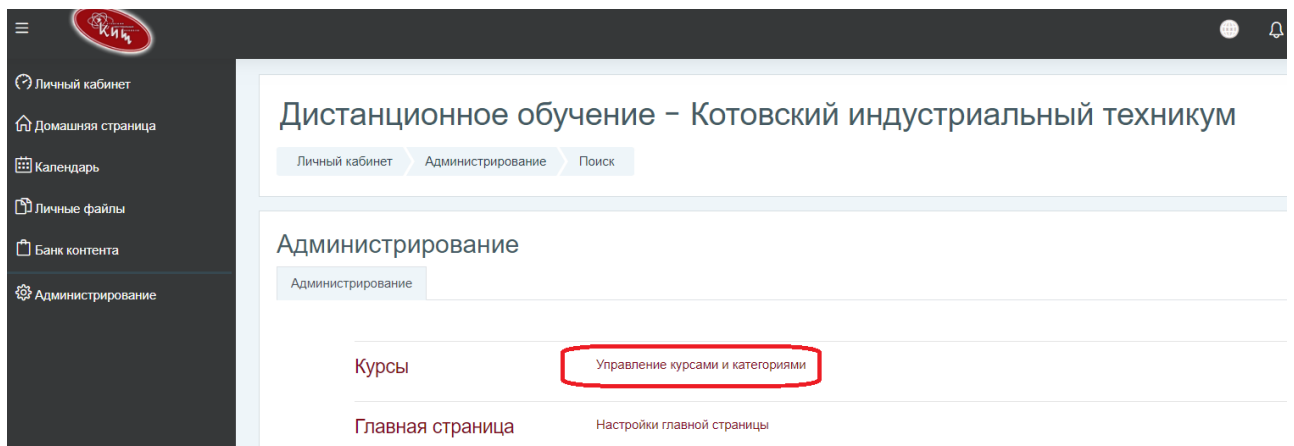 КИТ
Личный кабинет
Домашняя страница
Календарь
Личные файлы
Банк контента
Администрирование
Дистанционное обучение - Котовский индустриальный техникум
Личный кабинет Администрирование Поиск
Администрирование
Администрирование
Курсы Управление курсами и категориями
Главная страница Настройки главной страницы